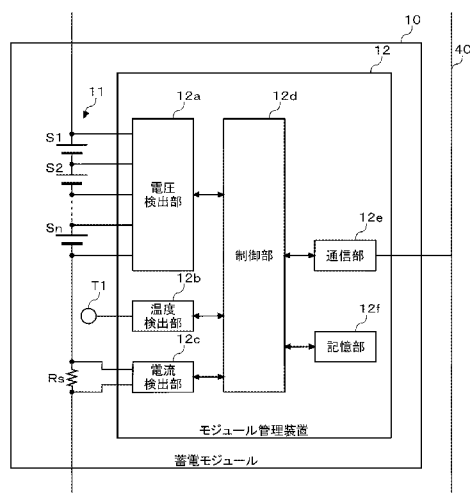 10
40
12
11
12a
12d
S1
S2
Sn
電圧
検出部
制御部
12e
通信部
12b
T1
温度
検出部
12f
記憶部
12c
電流
検出部
Rs
モジュール管理装置
蓄電モジュール